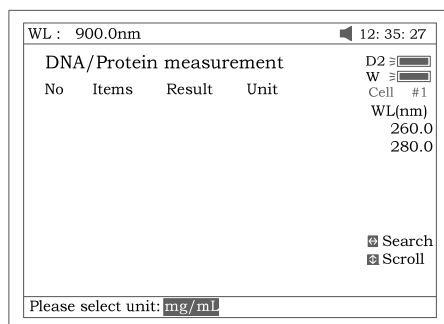 WL : 900.0nm 12: 35: 27
DNA/Protein measurement
No Items Result Unit
D2
W
Cell #1
WL(nm)
260.0
280.0
Search
Scroll
Please select unit: mg/mL